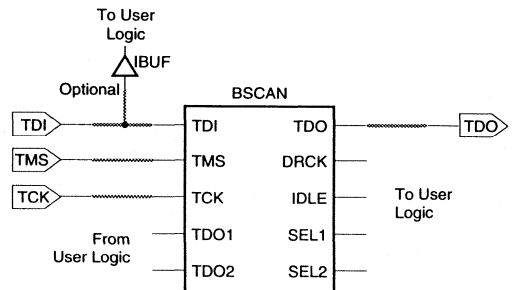 To User
Logic
IBUF
Optional
BSCAN
TDI TDI TDO TDO
TMS TMS DRCK
TCK TCK IDLE
To User
Logic
From
User Logic
TDO1 SEL1
TDO2 SEL2